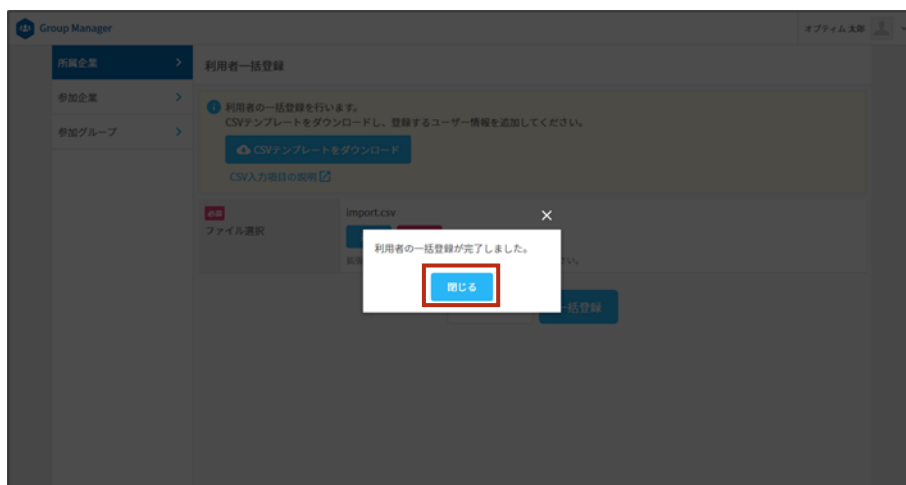 Group Manager
オプティム 太郎
所属企業
参加企業
参加グループ
利用者一括登録
利用者の一括登録を行います。
CSVテンプレートをダウンロードし、登録するユーザー情報を追加してください。
CSVテンプレートをダウンロード
CSV入力項目の説明
必須
ファイル選択
import.csv
利用者の一括登録が完了しました。
閉じる
一括登録